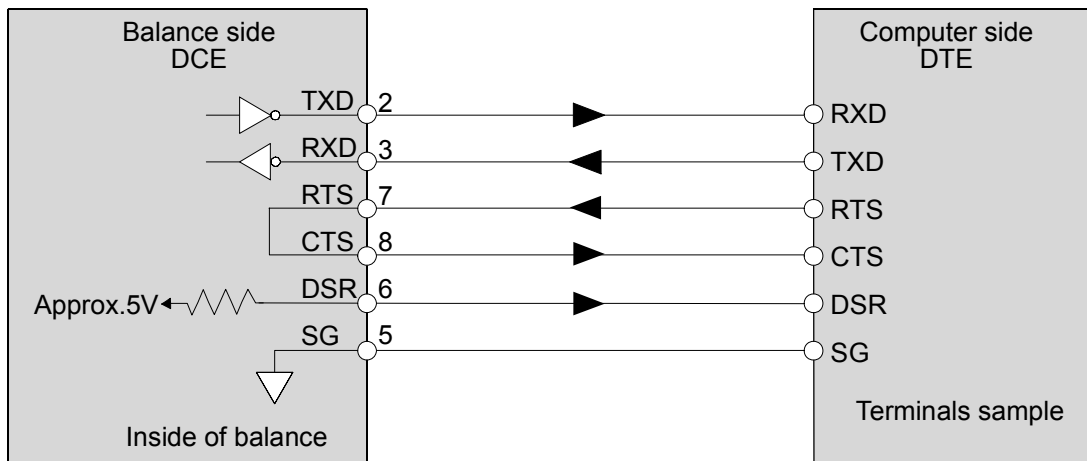 Balance side
DCE
TXD 2
RXD 3
RTS 7
CTS 8
Approx.5V DSR 6
SG 5
Inside of balance
Computer side
DTE
RXD
TXD
RTS
CTS
DSR
SG
Terminals sample